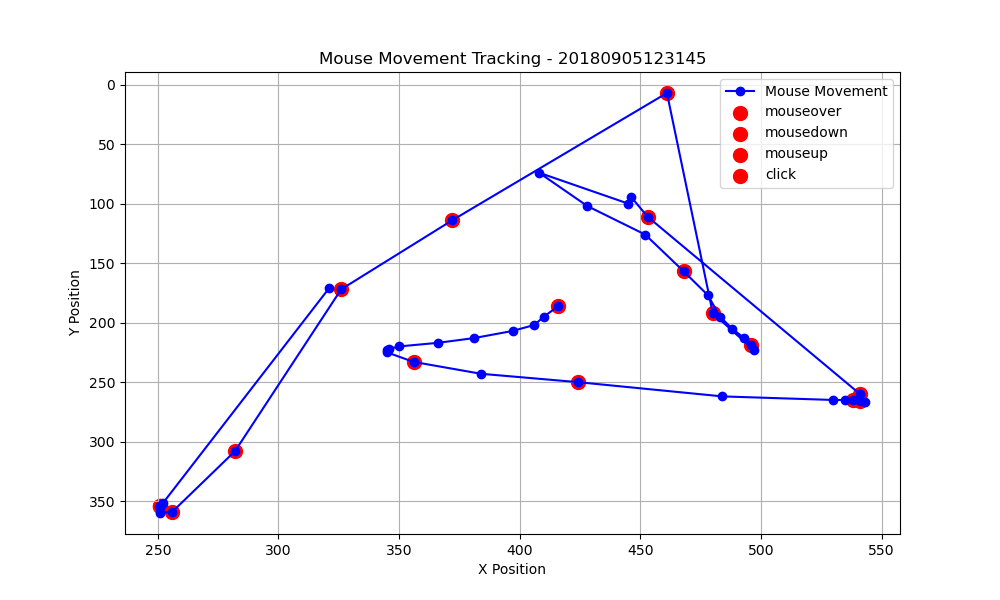 Mouse Movement Tracking - 20180905123145
Mouse Movement
mouseover
mousedown
mouseup
click
Y Position
0
50
100
150
200
250
300
350
250
300
350
400
450
500
550
X Position